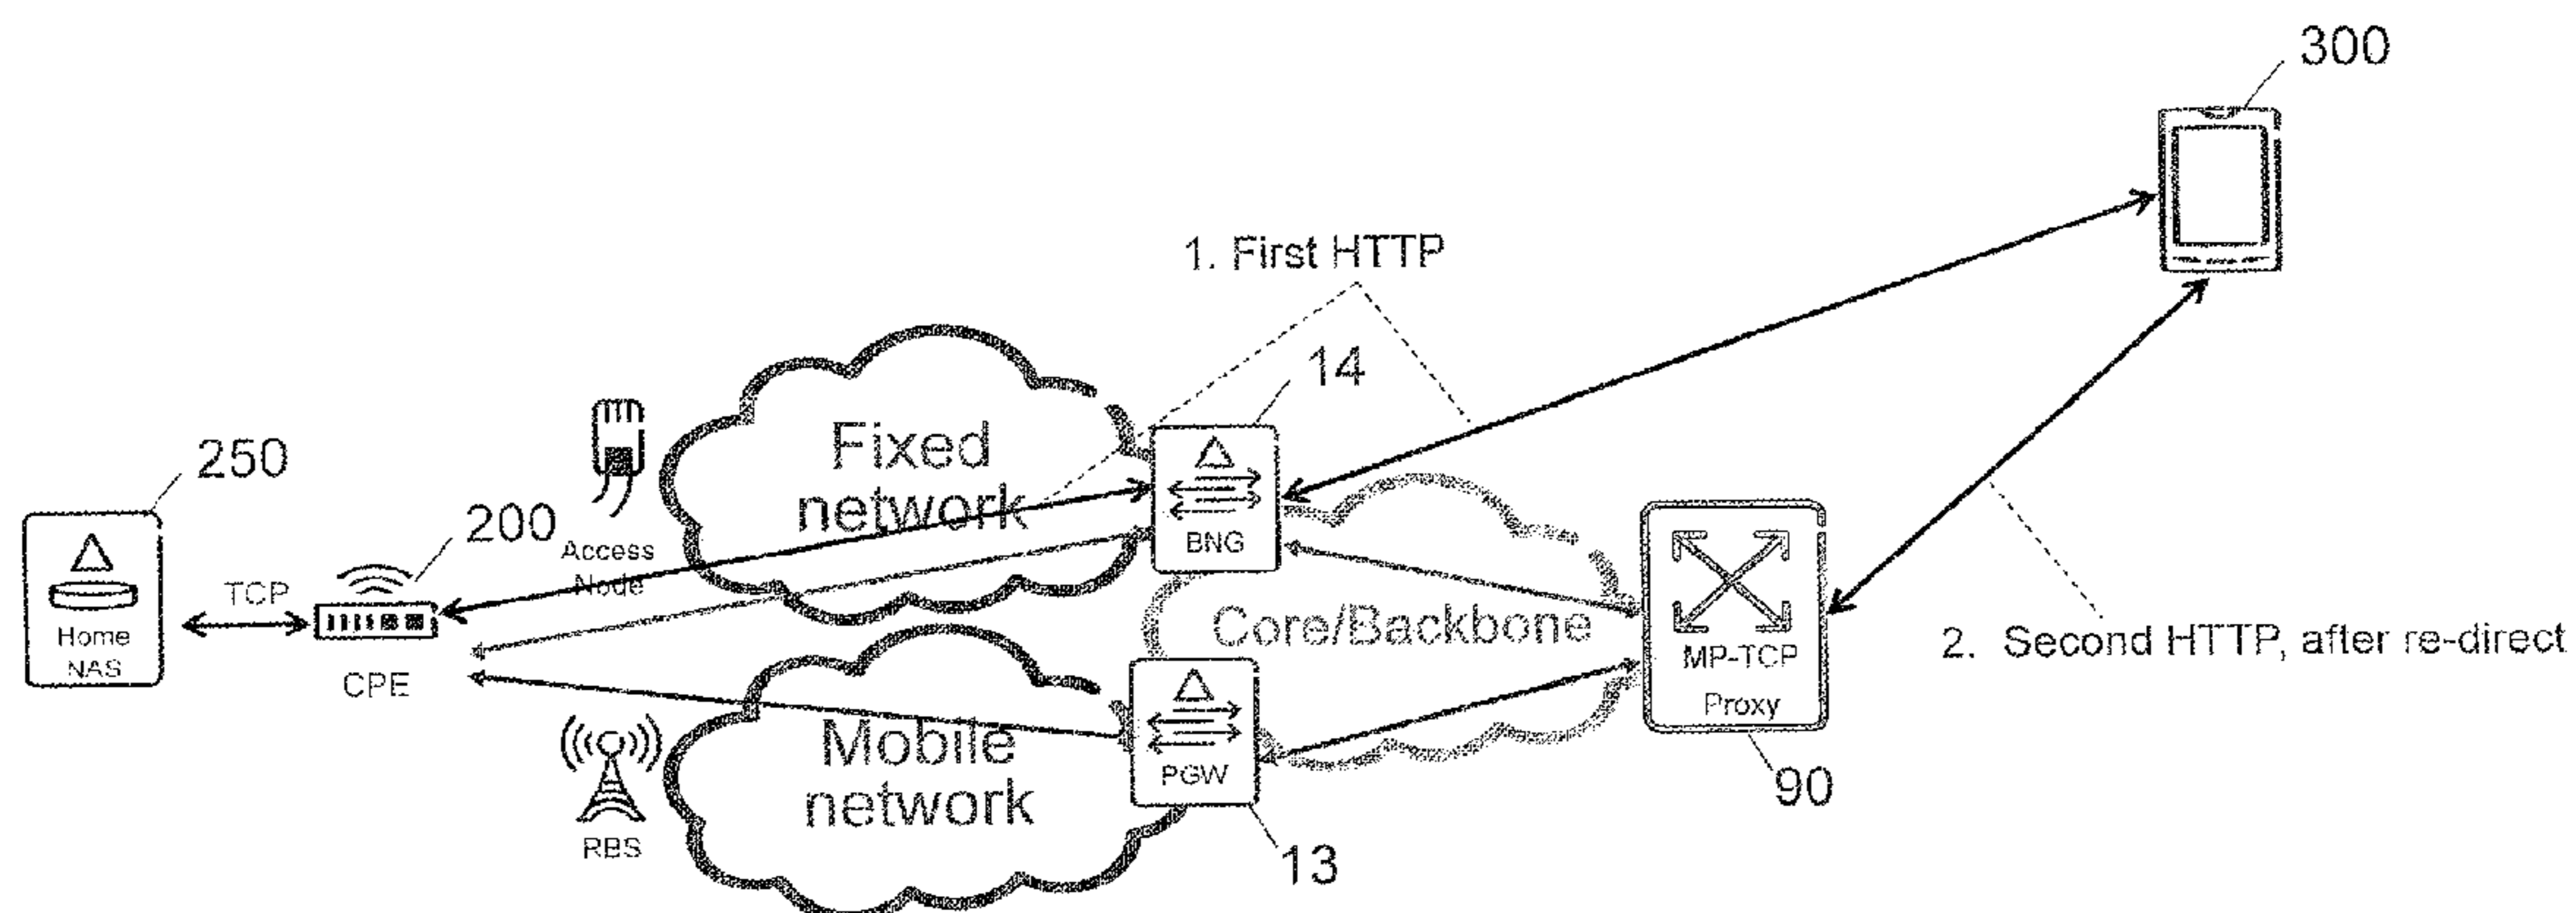 300
1. First HTTP
14
Fixed
network
250
200
Access
Node
BNG
TCP
Home
NAS
CPE
Core/Backbone
MP-TCP
Proxy
2. Second HTTP, after re-direct
Mobile
network
PGW
RBS
90
13